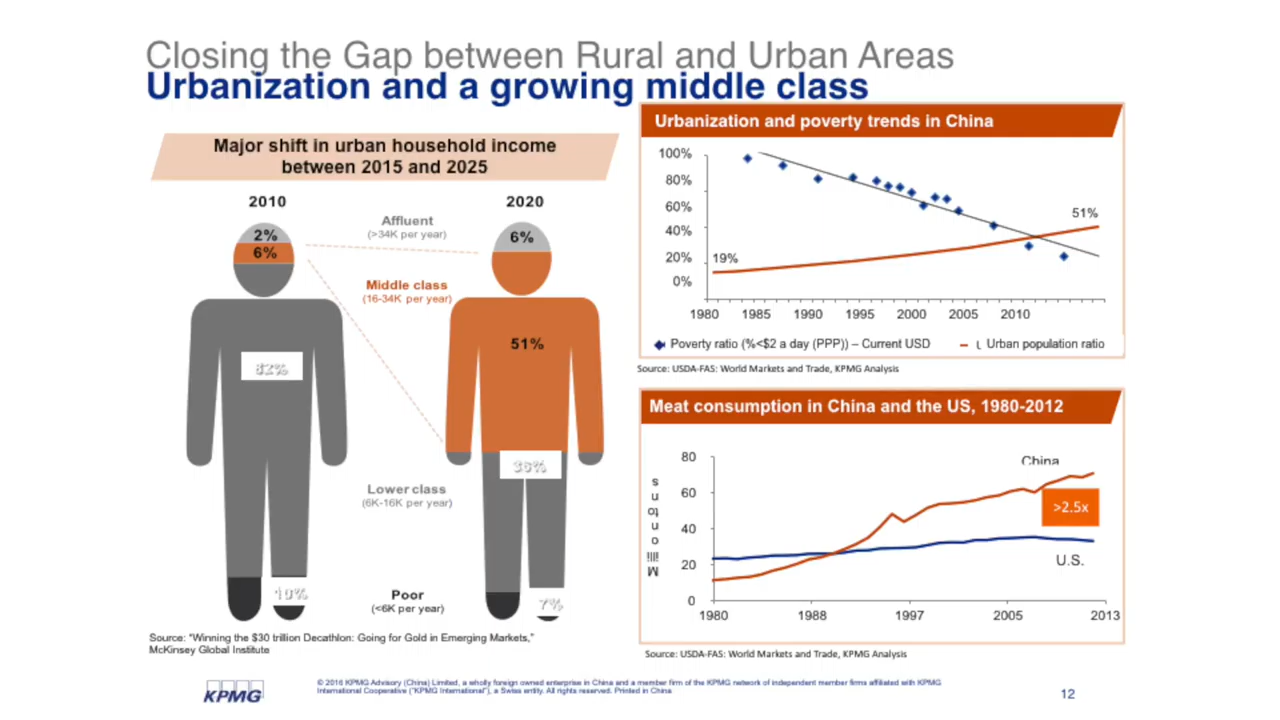 Closing the Gap between Rural and Urban Areas
Urbanization and a growing middle class
Major shift in urban household income
between 2015 and 2025
2010
2020
Affluent
(>34K per year)
2%
6%
6%
Middle class
(16-34K per year)
51%
82%
36%
Lower class
(6K-16K per year)
10%
7%
Poor
(<6K per year)
Source: "Winning the $30 trillion Decathlon: Going for Gold in Emerging Markets,"
McKinsey Global Institute
Urbanization and poverty trends in China
100%
80%
60%
40%
20%
0%
19%
51%
1980 1985 1990 1995 2000 2005 2010
Poverty ratio (%<$2 a day (PPP)) – Current USD
Urban population ratio
Source: USDA-FAS: World Markets and Trade, KPMG Analysis
Meat consumption in China and the US, 1980-2012
Million tons
80
60
40
20
0
China
>2.5x
U.S.
1980 1988 1997 2005 2013
Source: USDA-FAS: World Markets and Trade, KPMG Analysis
KPMG
© 2016 KPMG Advisory (China) Limited, a wholly foreign owned enterprise in China and a member firm of the KPMG network of independent member firms affiliated with KPMG
International Cooperative ("KPMG International"), a Swiss entity. All rights reserved. Printed in China
12